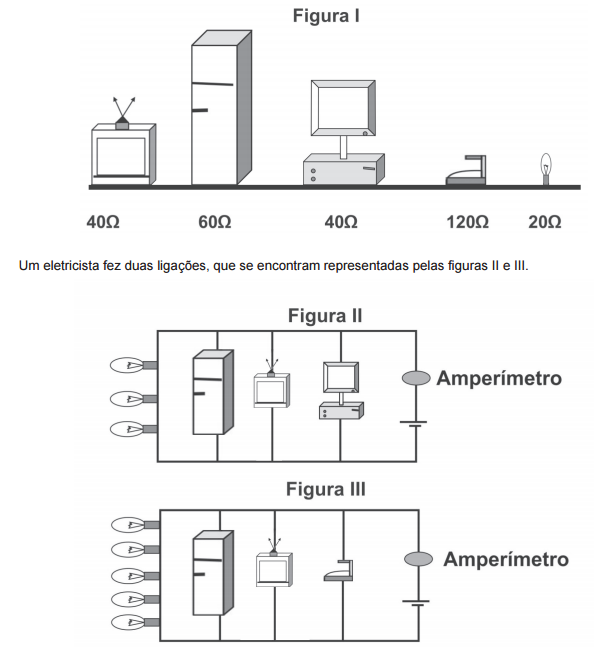 Figura I
40Ω 60Ω 40Ω 120Ω 20Ω
Um eletricista fez duas ligações, que se encontram representadas pelas figuras II e III.
Figura II
Amperímetro
Figura III
Amperímetro